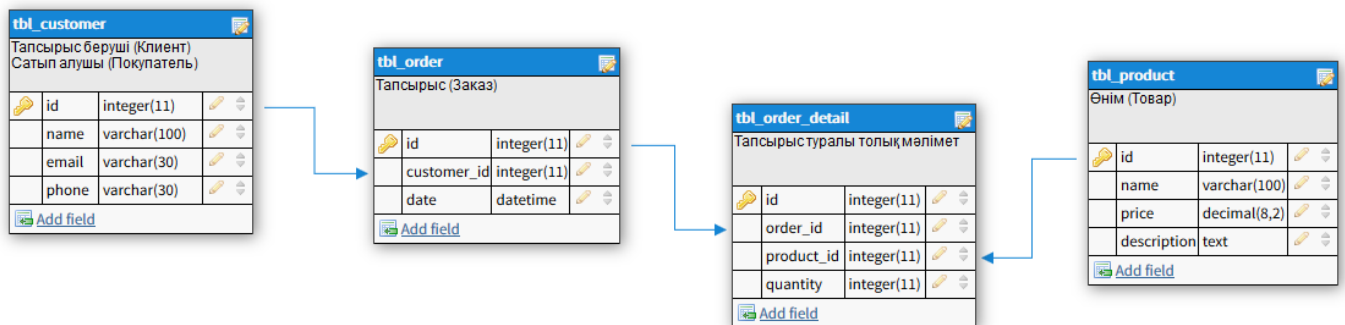 tbl_customer
Тапсырыс беруші (Клиент)
Сатып алушы (Покупатель)
id integer(11)
name varchar(100)
email varchar(30)
phone varchar(30)
Add field
tbl_order
Тапсырыс (Заказ)
id integer(11)
customer_id integer(11)
date datetime
Add field
tbl_order_detail
Тапсырыс туралы толық мәлімет
id integer(11)
order_id integer(11)
product_id integer(11)
quantity integer(11)
Add field
tbl_product
Өнім (Товар)
id integer(11)
name varchar(100)
price decimal(8,2)
description text
Add field